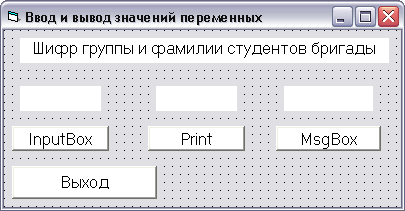 Ввод и вывод значений переменных
Шифр группы и фамилии студентов бригады
InputBox Print MsgBox
Выход